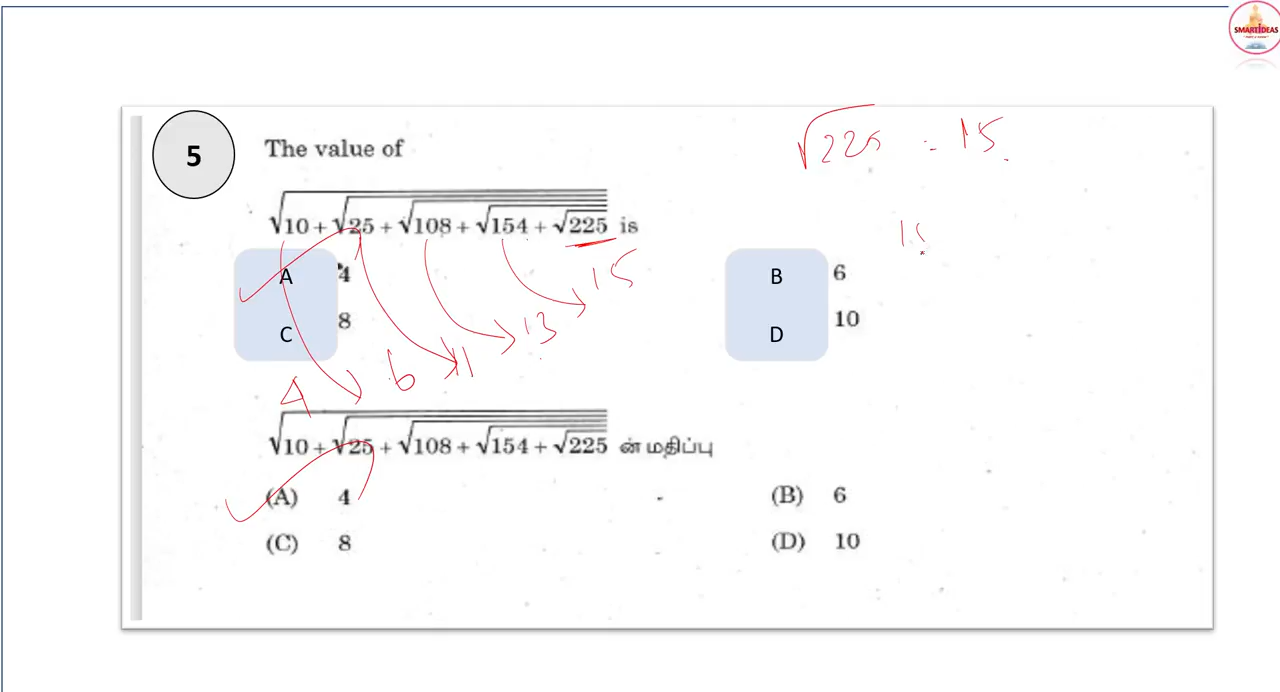 SMARTIDEAS
5
The value of
√225 = 15
√10 + √25 + √108 + √154 + √225 is
A 4
B 6
15
C 8
D 10
4 6 11 13
√10 + √25 + √108 + √154 + √225 ன் மதிப்பு
(A) 4
(B) 6
(C) 8
(D) 10